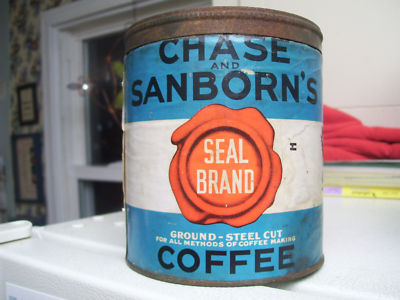 CHASE
AND
SANBORN'S
SEAL
BRAND
H
GROUND - STEEL CUT
FOR ALL METHODS OF COFFEE MAKING
COFFEE